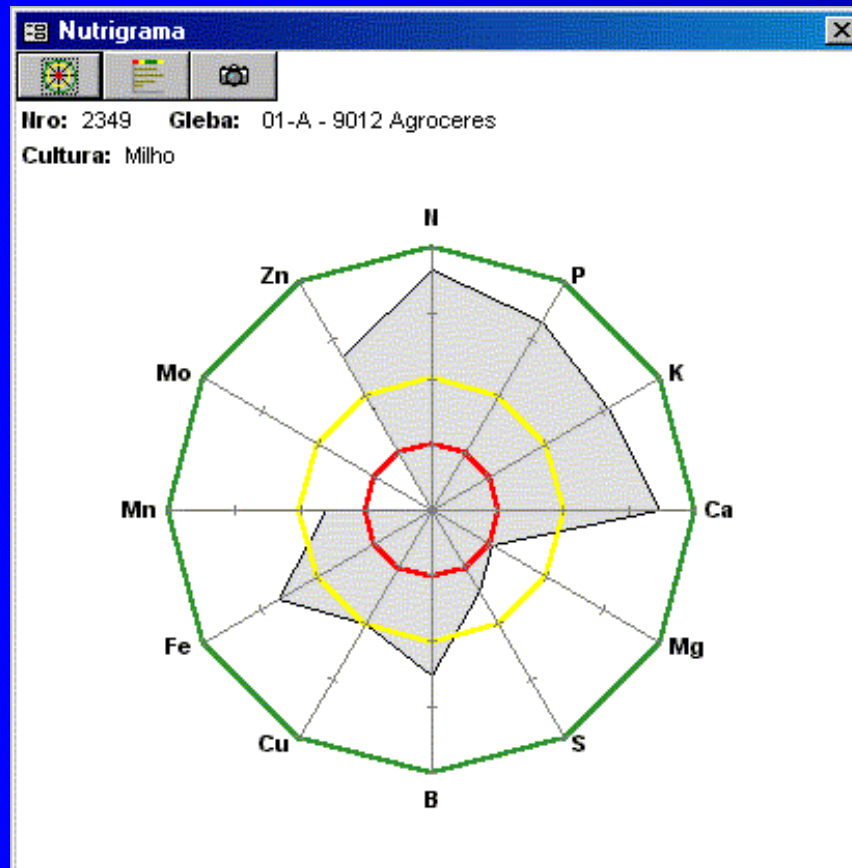 Nutrigrama
Nro: 2349 Gleba: 01-A - 9012 Agroceres
Cultura: Milho
N
Zn P
Mo K
Mn Ca
Fe Mg
Cu S
B